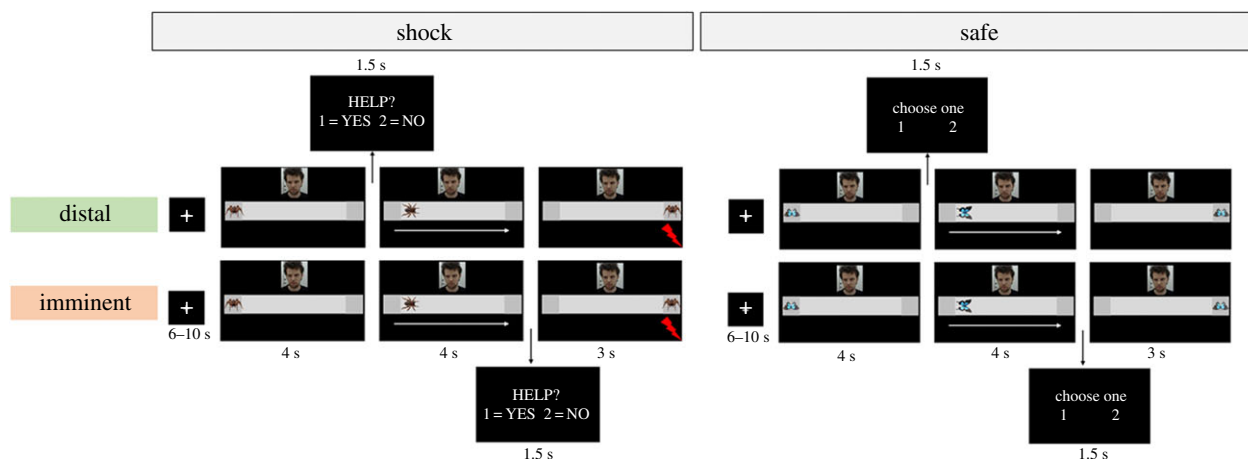 shock
safe
1.5 s
1.5 s
HELP?
1 = YES 2 = NO
choose one
1 2
distal
+
+
imminent
+
+
6–10 s
4 s
4 s
3 s
6–10 s
4 s
4 s
3 s
HELP?
1 = YES 2 = NO
choose one
1 2
1.5 s
1.5 s